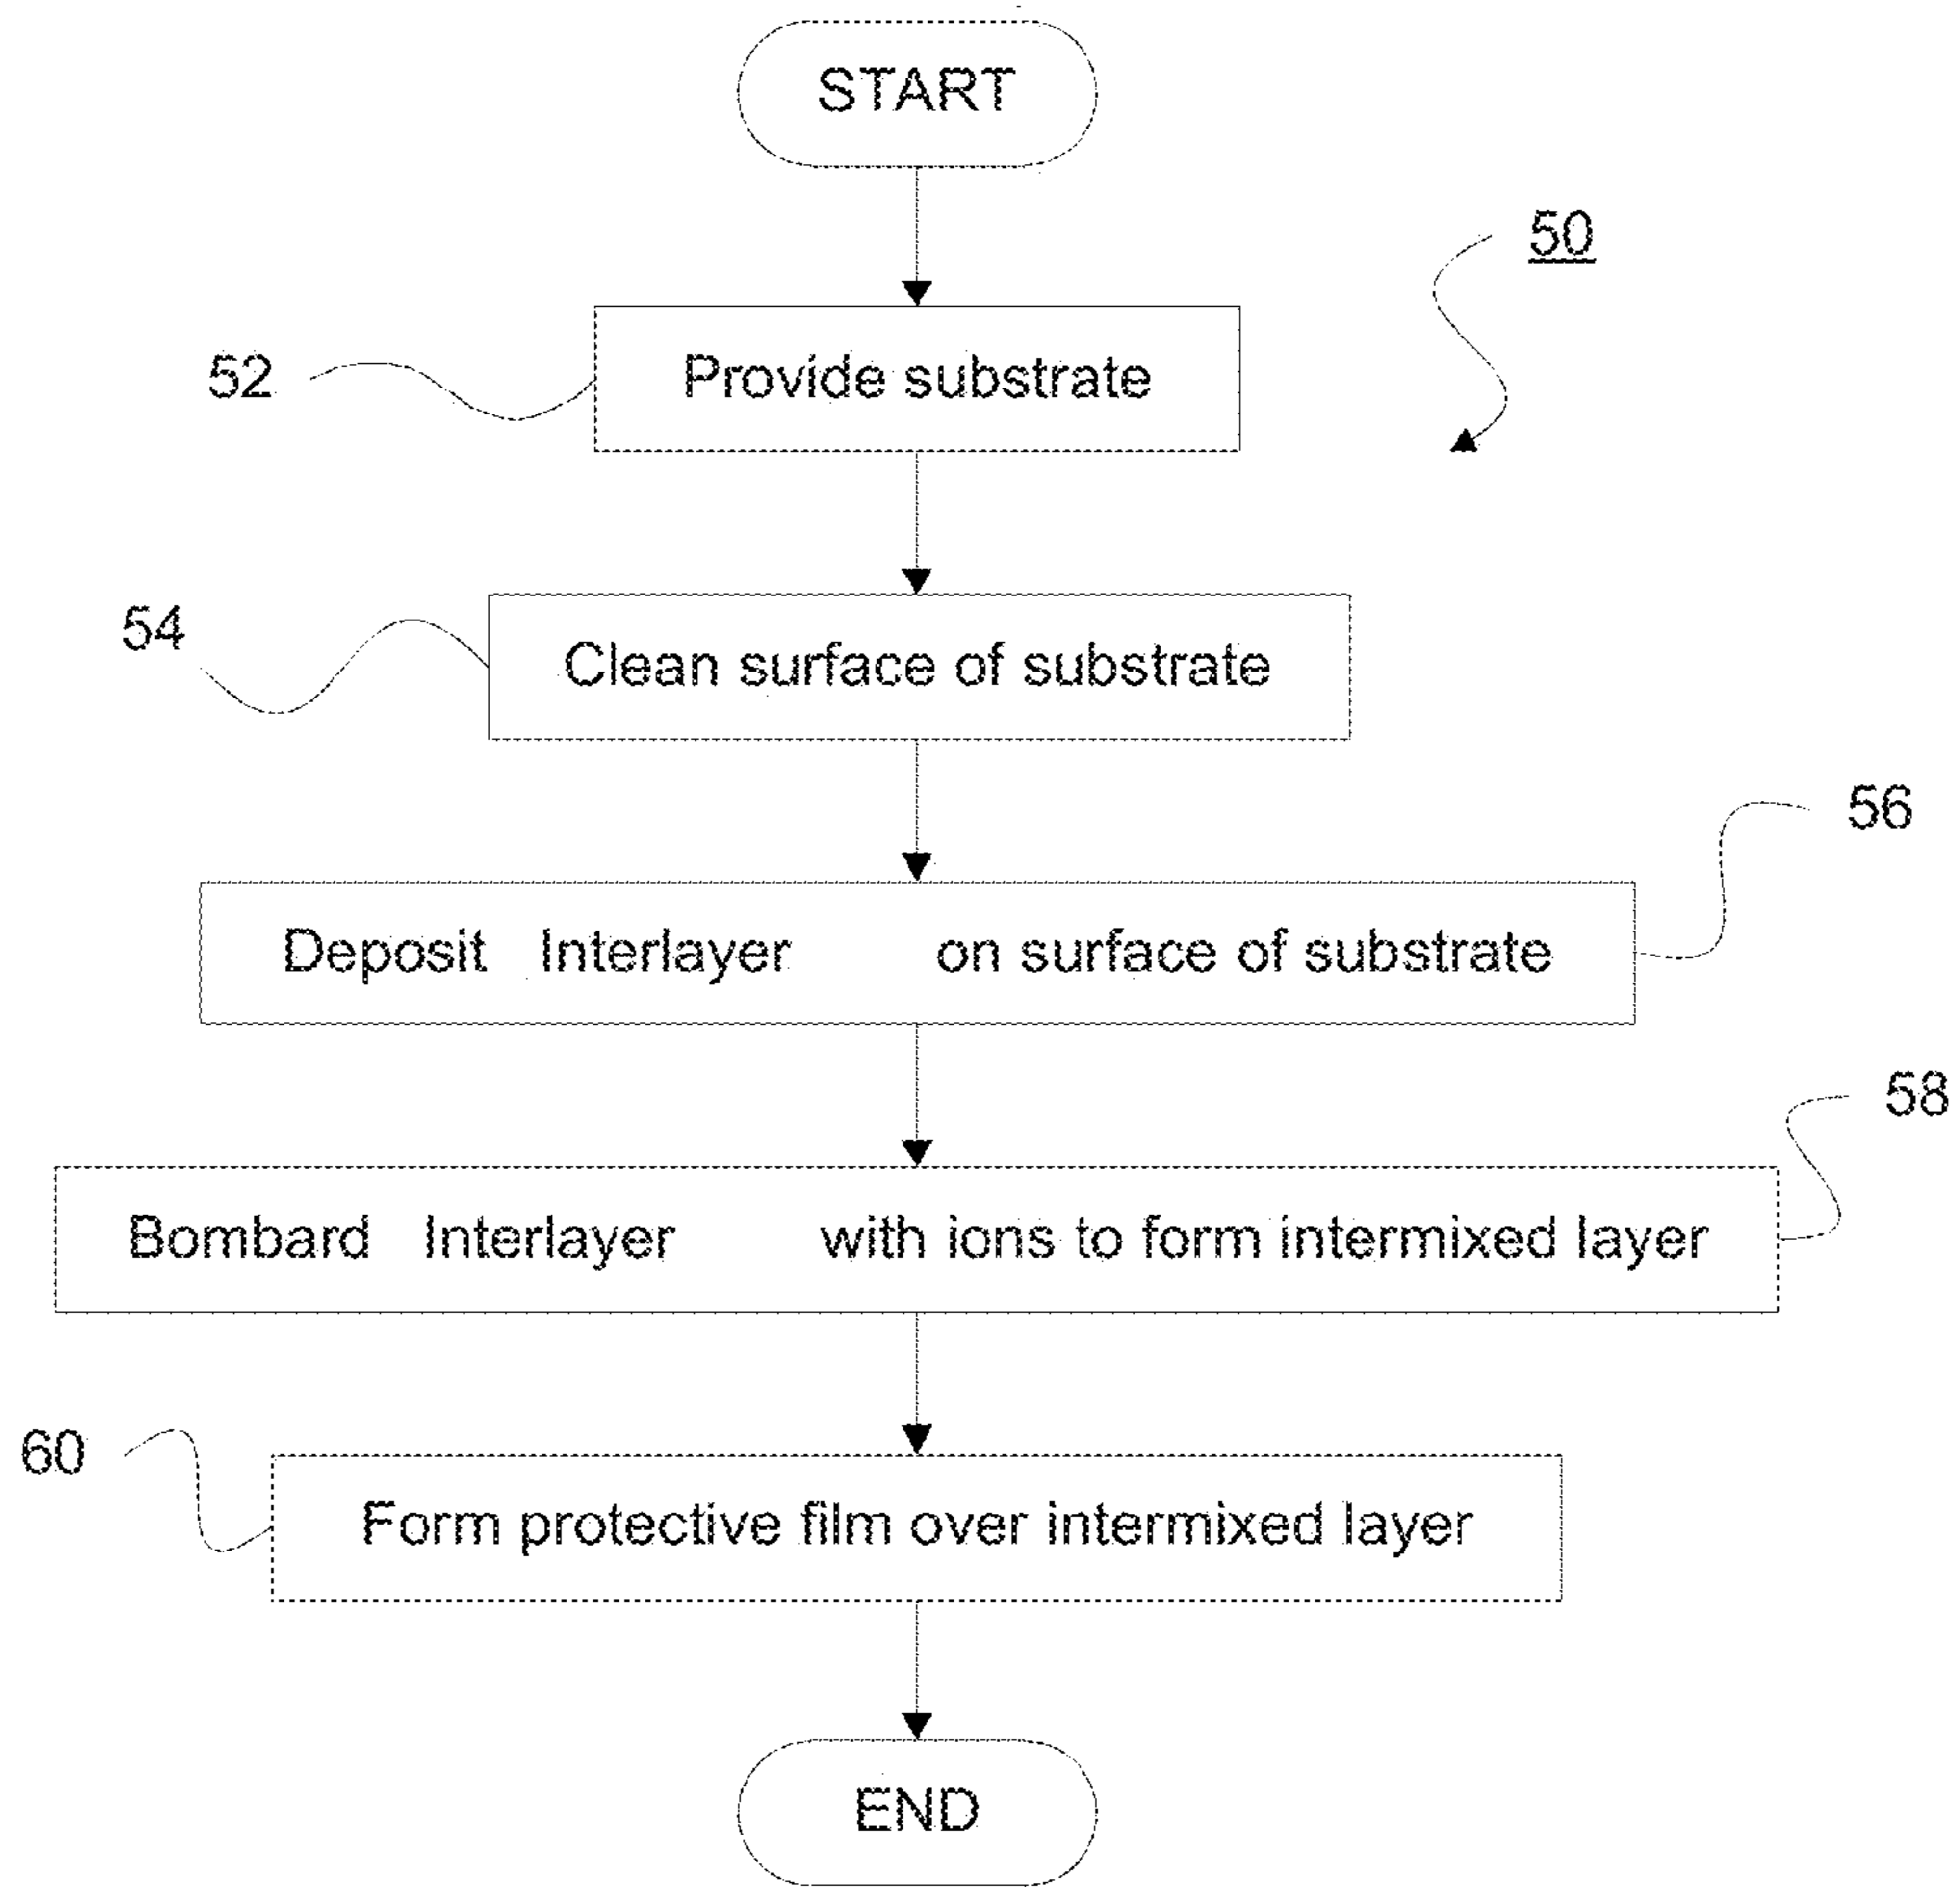 START
50
52
Provide substrate
54
Clean surface of substrate
56
Deposit Interlayer on surface of substrate
58
Bombard Interlayer with ions to form intermixed layer
60
Form protective film over intermixed layer
END